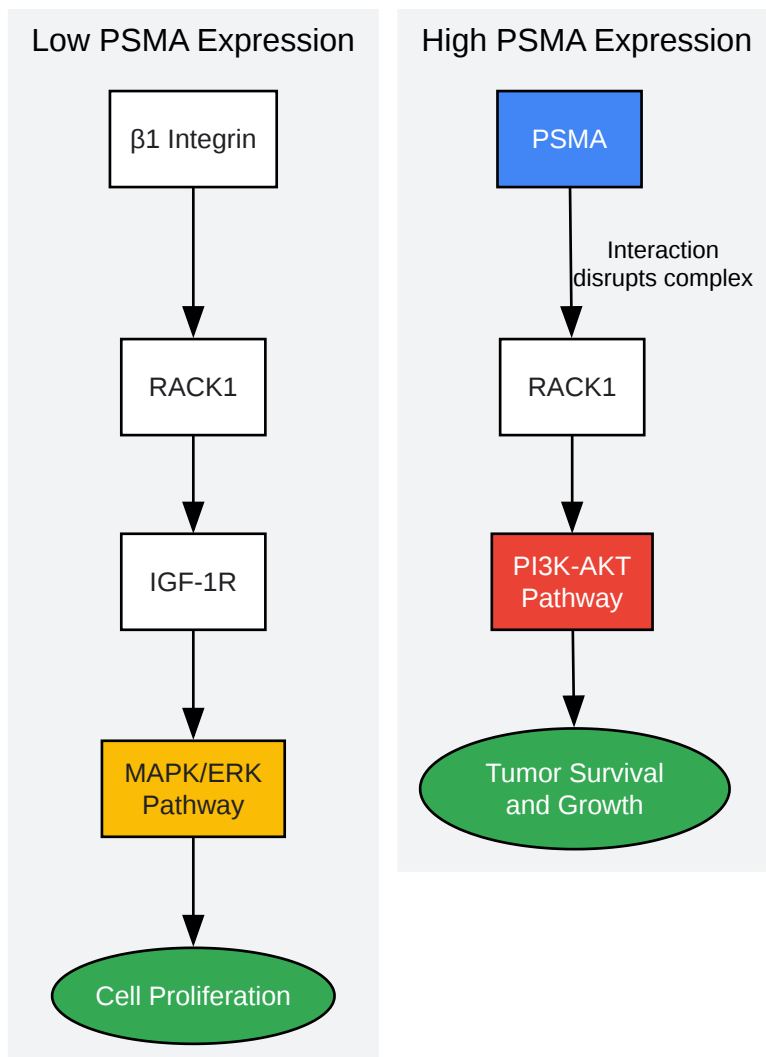 Low PSMA Expression
β1 Integrin
RACK1
IGF-1R
MAPK/ERK
Pathway
Cell Proliferation
High PSMA Expression
PSMA
Interaction
disrupts complex
RACK1
PI3K-AKT
Pathway
Tumor Survival
and Growth